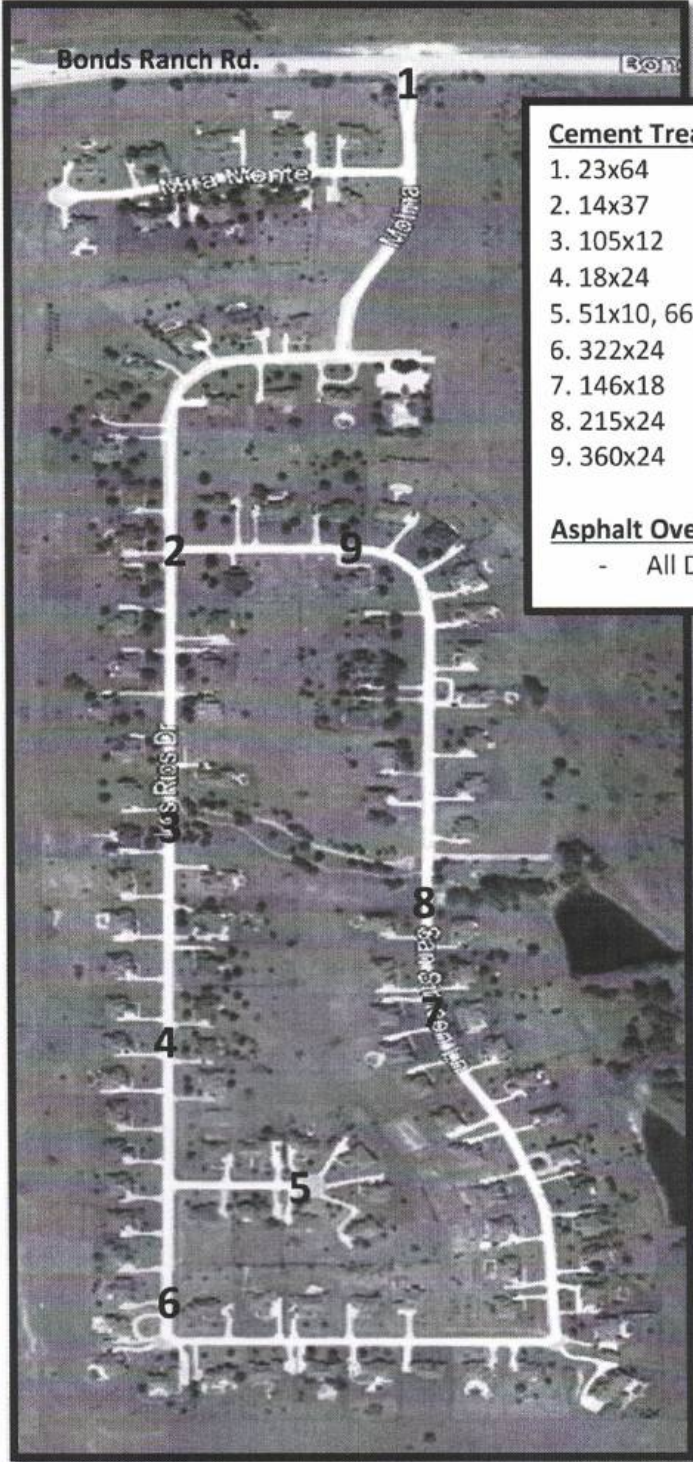 Bonds Ranch Rd.
Bon
1
Cement Trea
1. 23x64
2. 14x37
3. 105x12
4. 18x24
5. 51x10, 66
6. 322x24
7. 146x18
8. 215x24
9. 360x24
Asphalt Ove
- All D
Mira Monte
Molina
2
9
Los Rios Dr
3
8
7
4
5
6